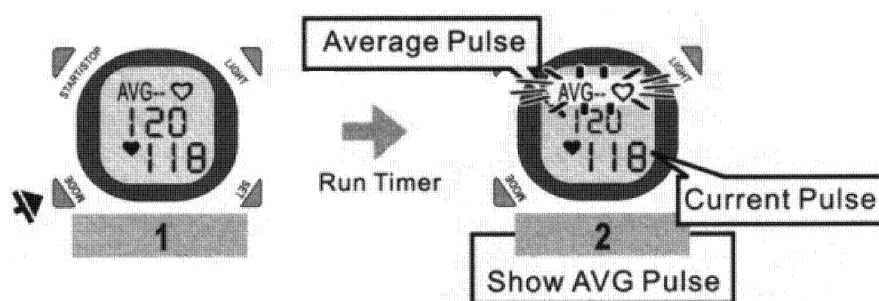 START/STOP
LIGHT
AVG--
120
118
MODE
SET
1
Run Timer
Average Pulse
LIGHT
AVG--
120
118
MODE
Current Pulse
2
Show AVG Pulse